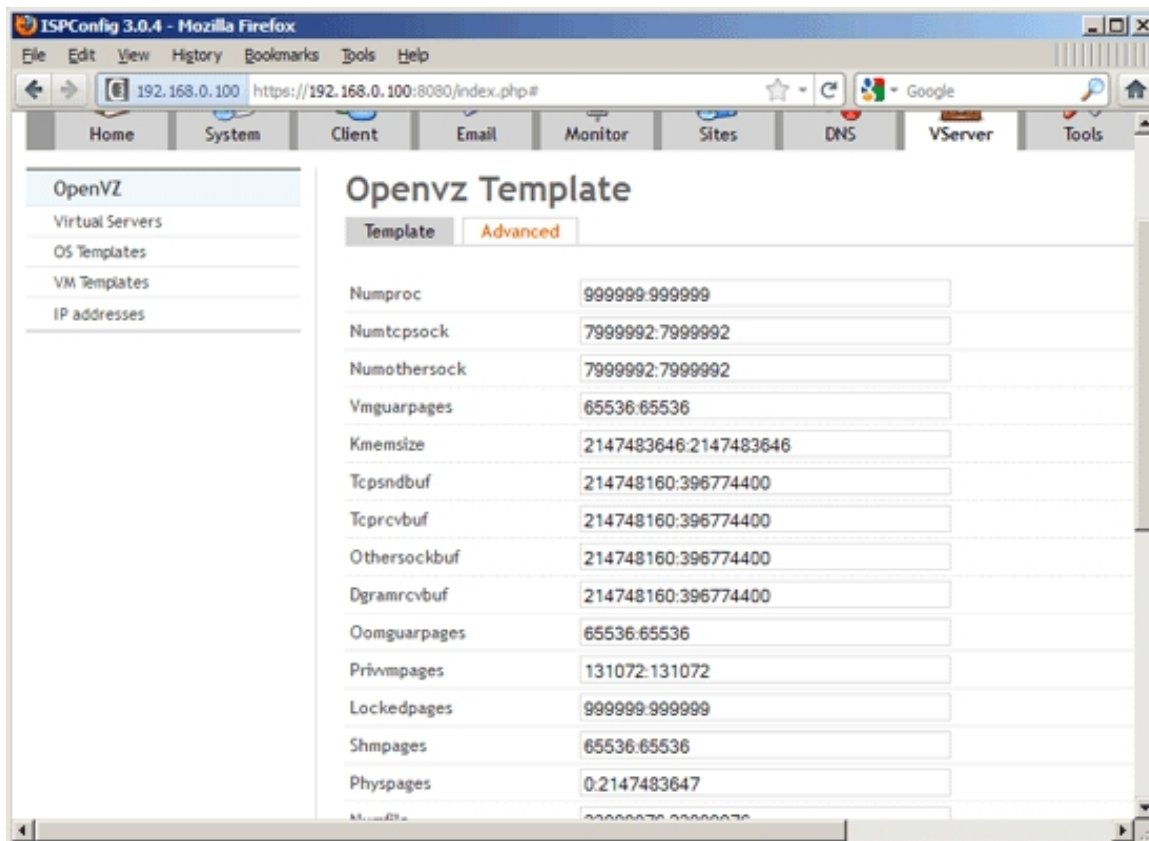 ISPConfig 3.0.4 - Mozilla Firefox
File Edit View History Bookmarks Tools Help
192.168.0.100 https://192.168.0.100:8080/index.php# Google
Home System Client Email Monitor Sites DNS VServer Tools
OpenVZ
Virtual Servers
OS Templates
VM Templates
IP addresses
Openvz Template
Template Advanced
Numproc 999999:999999
Numtcpsock 7999992:7999992
Numothersock 7999992:7999992
Vmguarpages 65536:65536
Kmemsize 2147483646:2147483646
Tcpsndbuf 214748160:396774400
Tcprcvbuf 214748160:396774400
Othersockbuf 214748160:396774400
Dgramrcvbuf 214748160:396774400
Oomguarpages 65536:65536
Privvmpages 131072:131072
Lockedpages 999999:999999
Shmpages 65536:65536
Physpages 0:2147483647